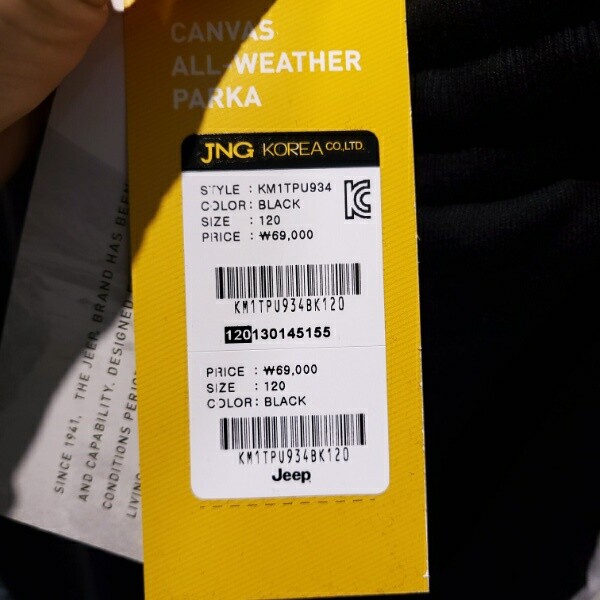 CANVAS
ALL-WEATHER
PARKA
JNG KOREA CO.,LTD.
STYLE : KM1TPU934
COLOR : BLACK
SIZE : 120
PRICE : ₩69,000
KM1TPU934BK120
120130145155
PRICE : ₩69,000
SIZE : 120
COLOR : BLACK
KM1TPU934BK120
Jeep
SINCE 1941, THE JEEP. BRAND HAS BEEN
AND CAPABILITY. DESIGNED
CONDITIONS